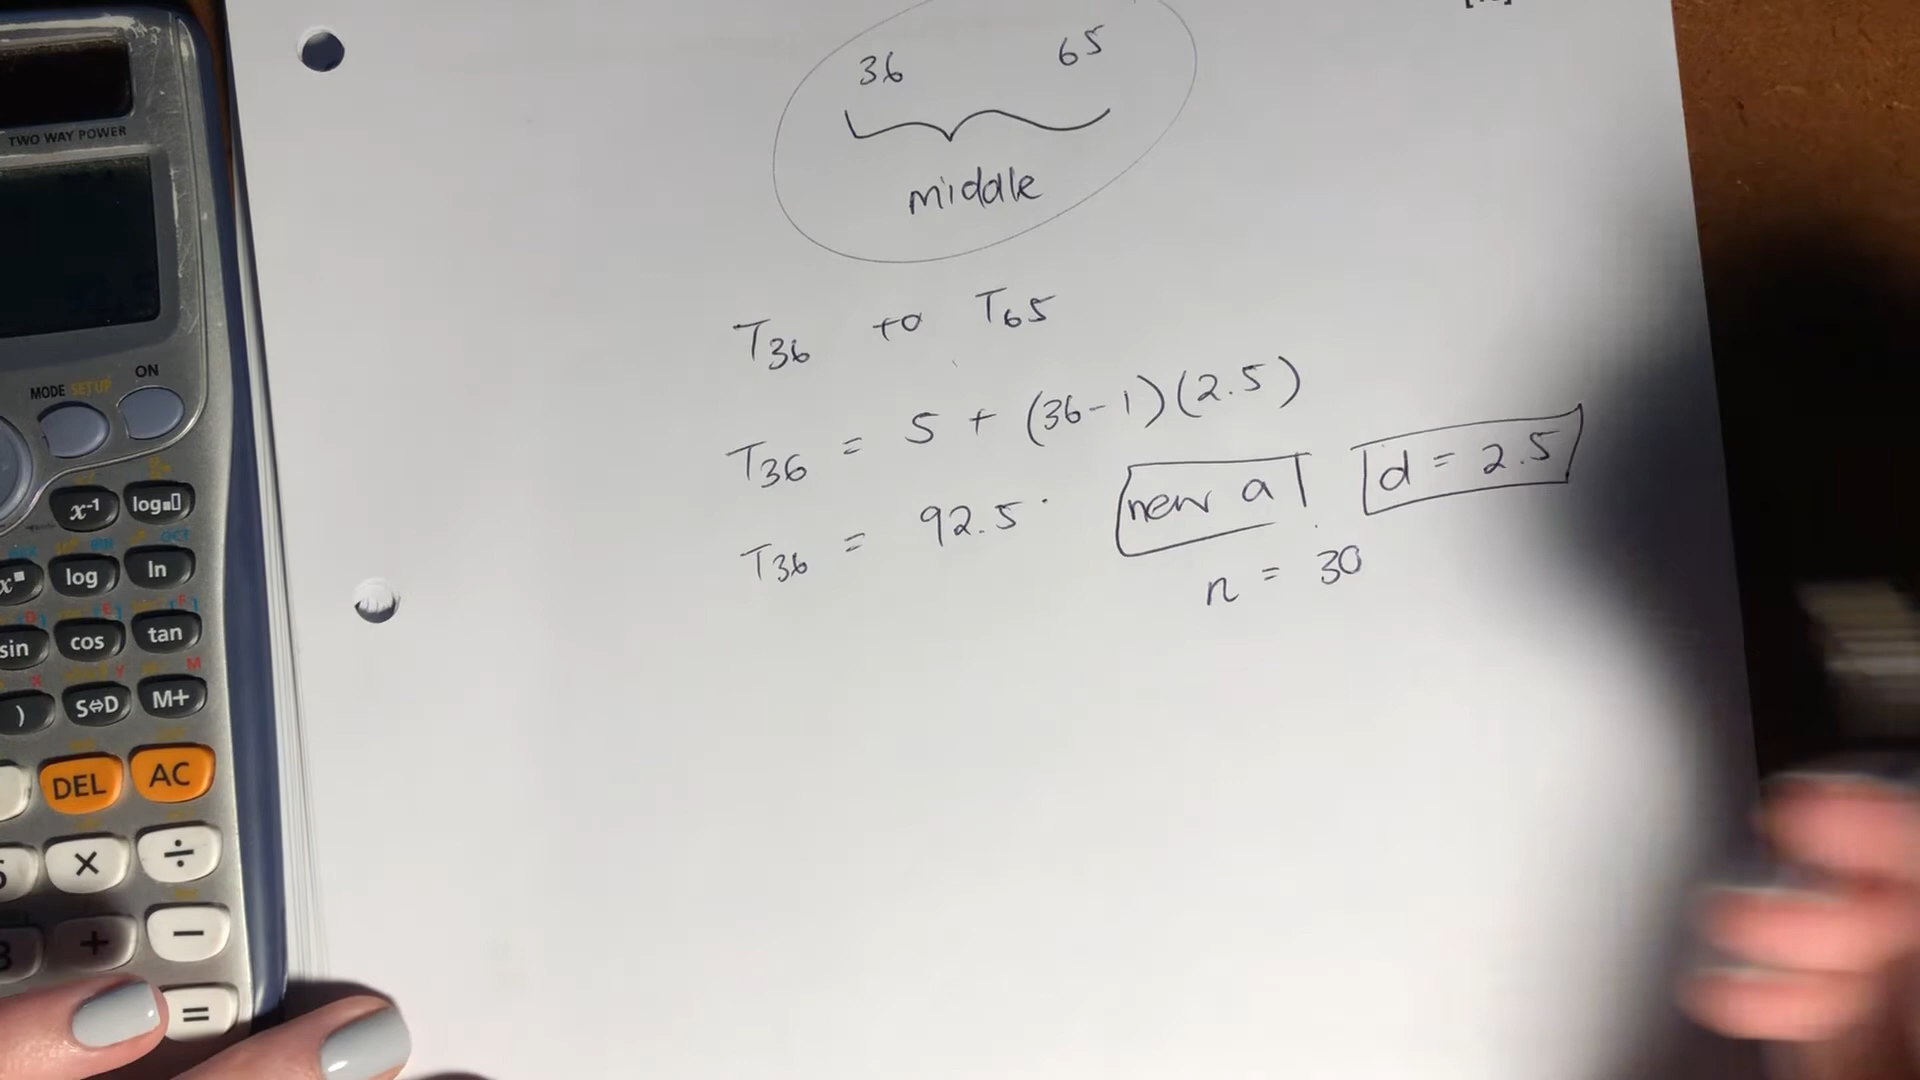 36 65
middle
T36 to T65
T36 = 5 + (36-1)(2.5)
T36 = 92.5 new a d = 2.5
n = 30
TWO WAY POWER
MODE SETUP ON
x-1 log
log ln
sin cos tan
) S⇔D M+
DEL AC
× ÷
+ −
=